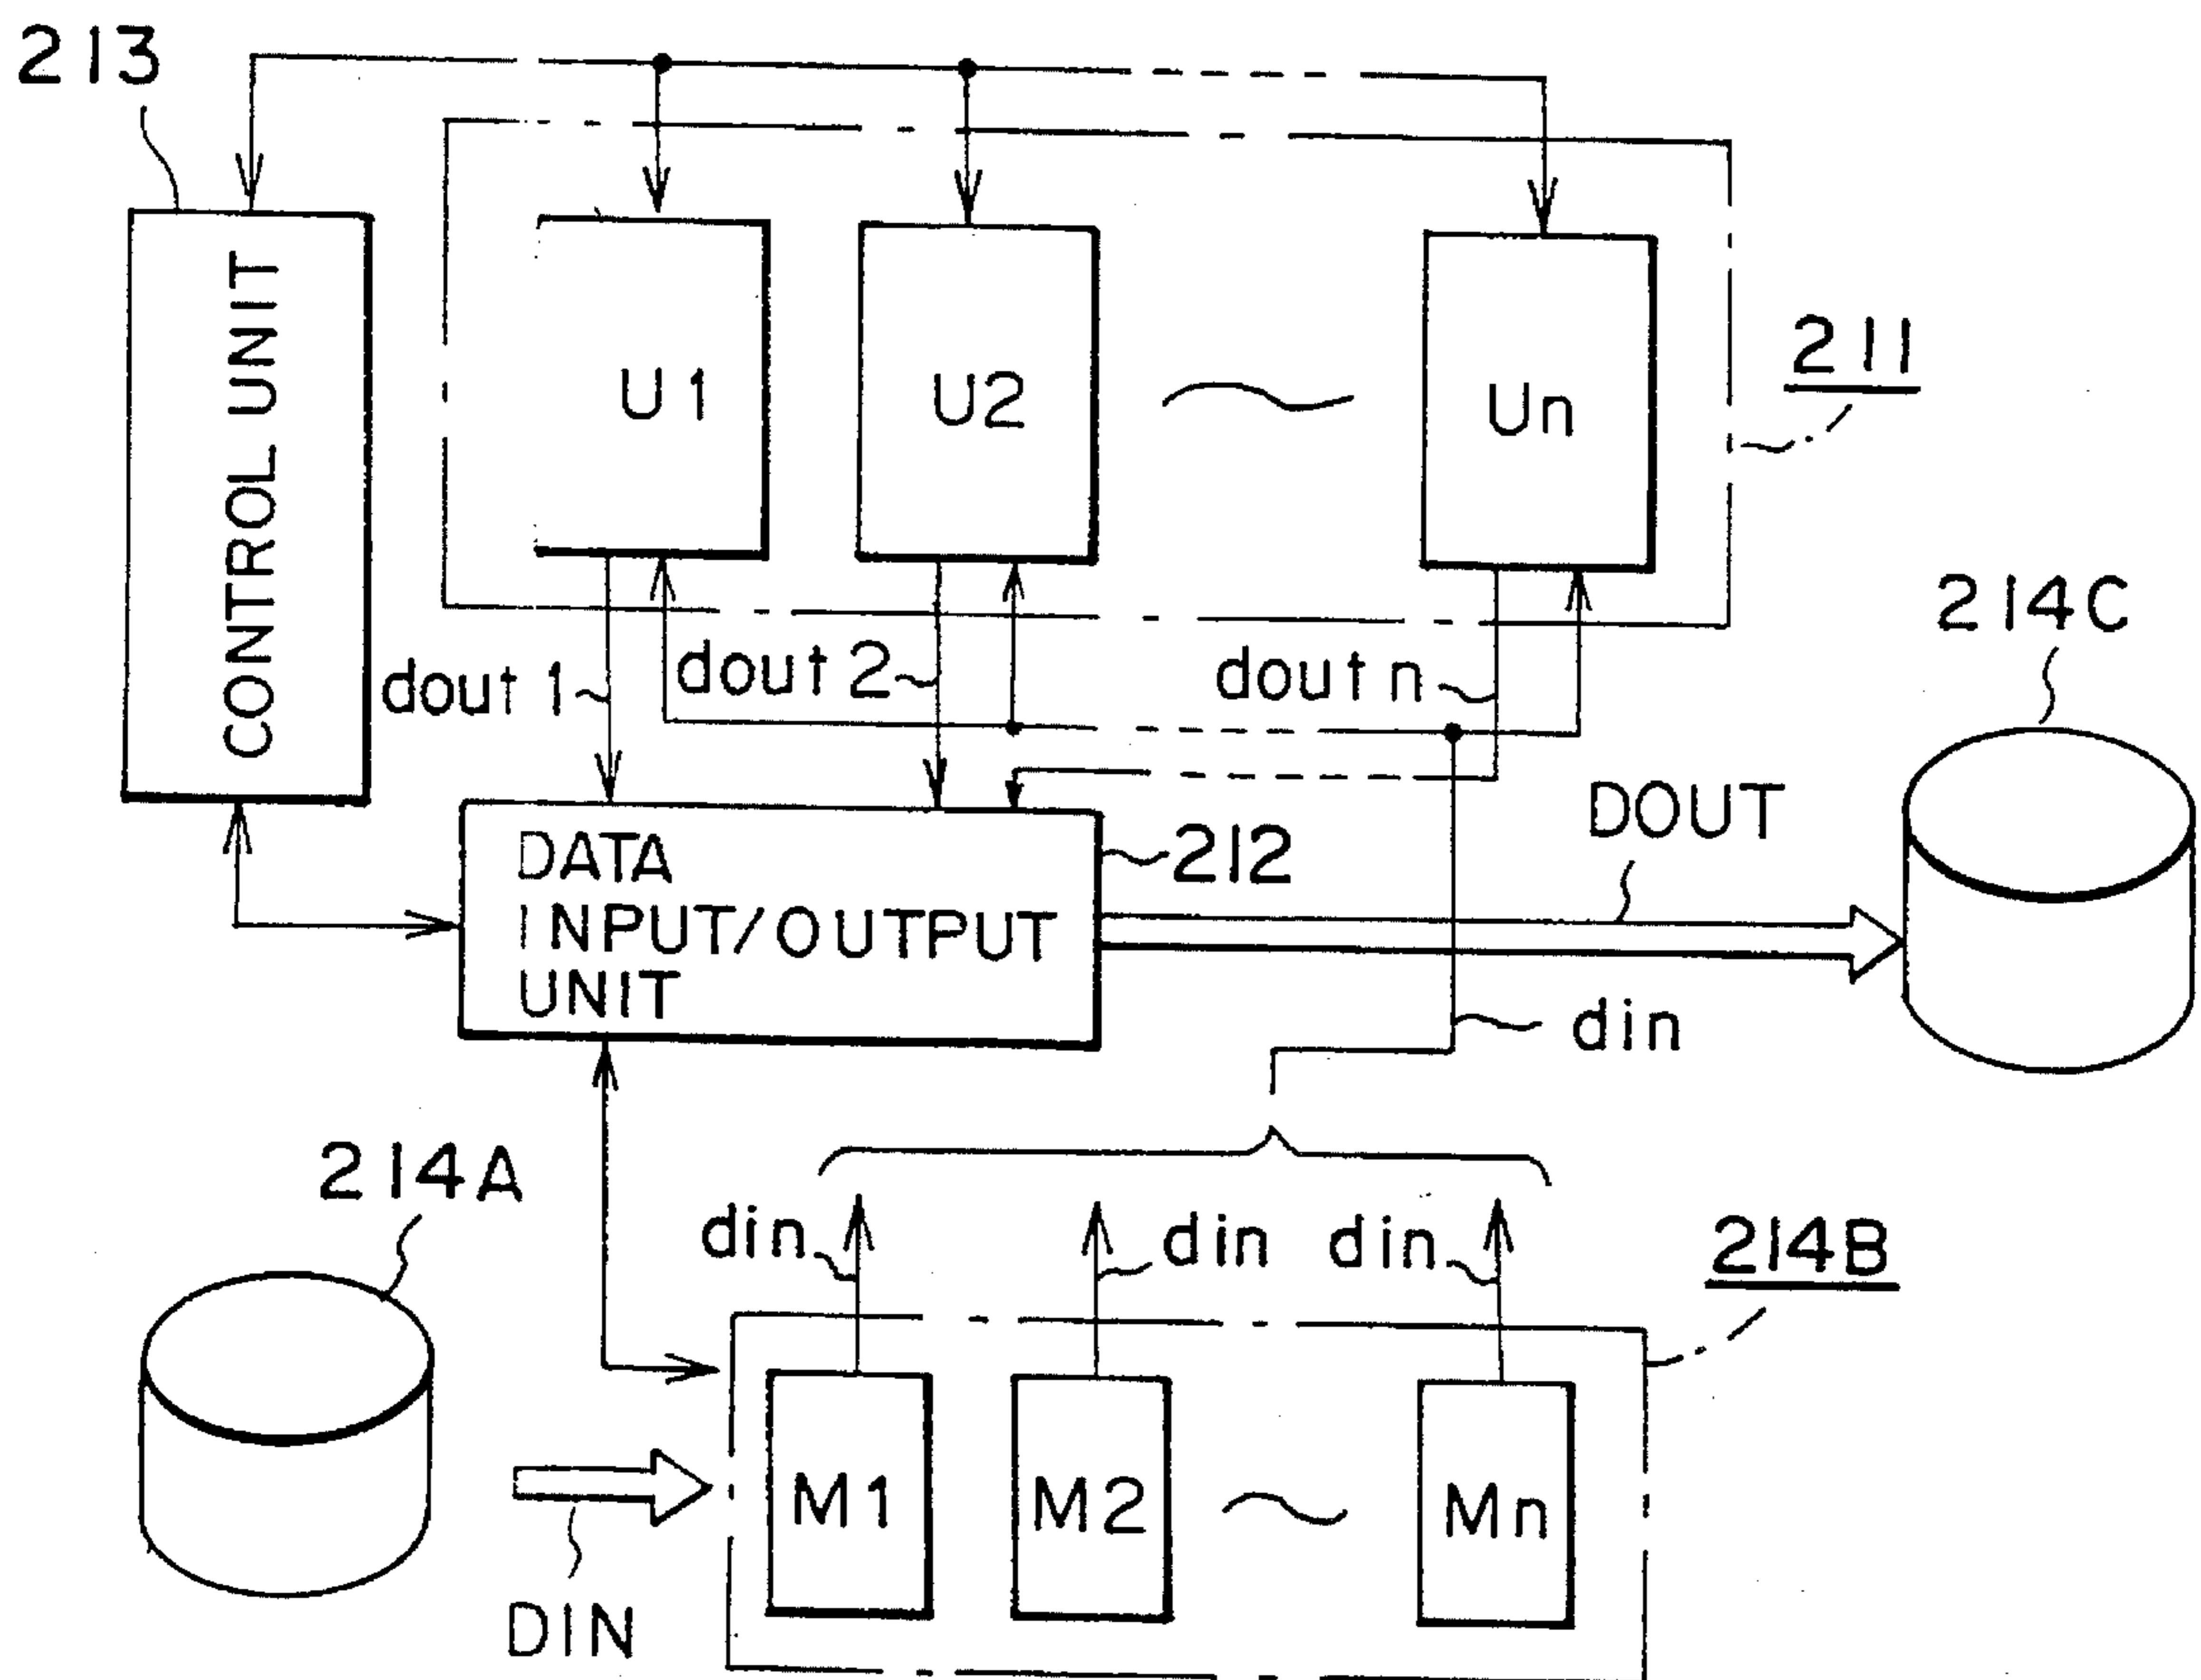 213
CONTROL UNIT
U1
U2
Un
211
dout 1
dout 2
dout n
214C
DATA
INPUT/OUTPUT
UNIT
212
DOUT
din
214A
din
din
din
214B
M1
M2
Mn
DIN